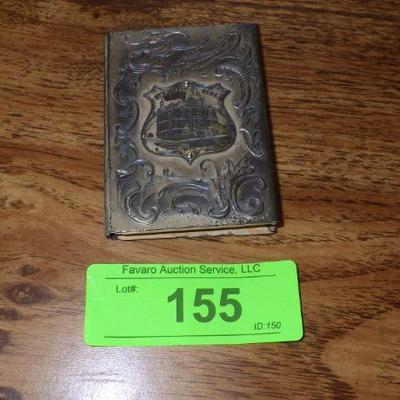 Favaro Auction Service, LLC
Lot#:
155
ID:150